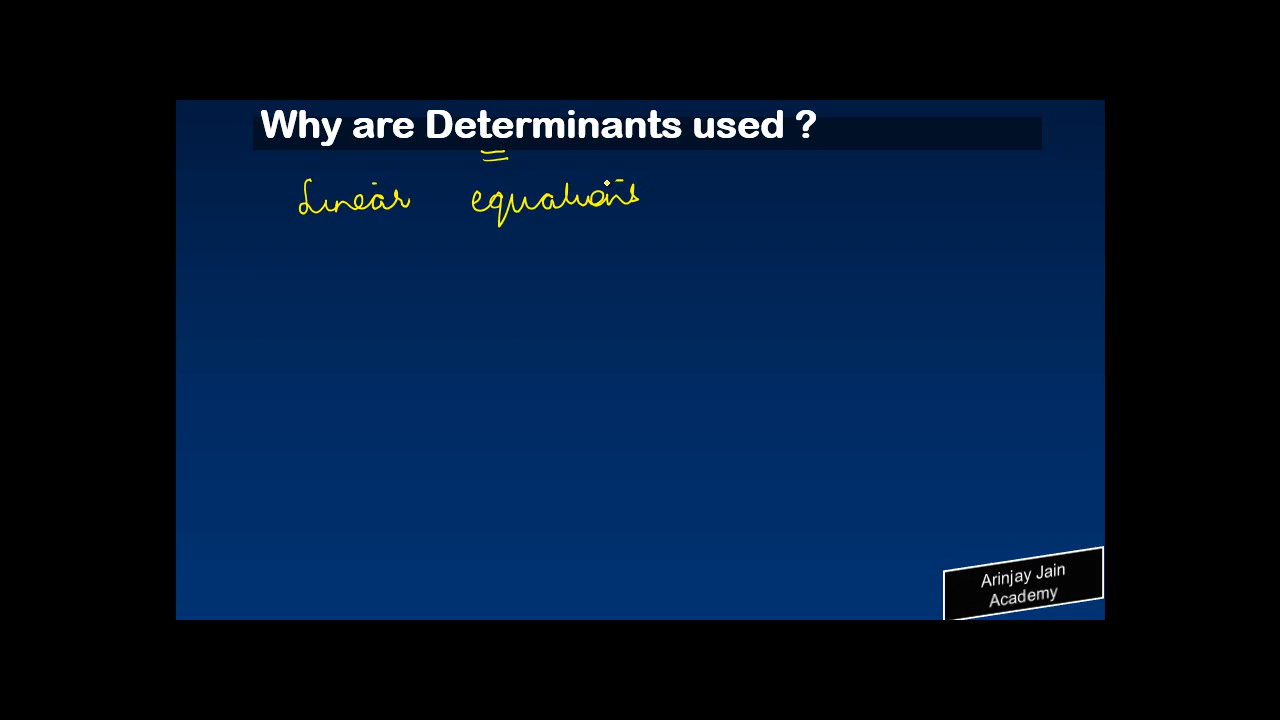 Why are Determinants used ?
Linear equations
Arinjay Jain
Academy